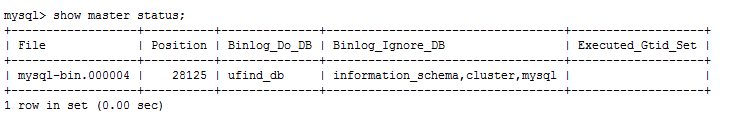 mysql> show master status;
+------------------+----------+--------------+----------------------------------+-------------------+
| File             | Position | Binlog_Do_DB | Binlog_Ignore_DB                 | Executed_Gtid_Set |
+------------------+----------+--------------+----------------------------------+-------------------+
| mysql-bin.000004 |    28125 | ufind_db     | information_schema,cluster,mysql |                   |
+------------------+----------+--------------+----------------------------------+-------------------+
1 row in set (0.00 sec)